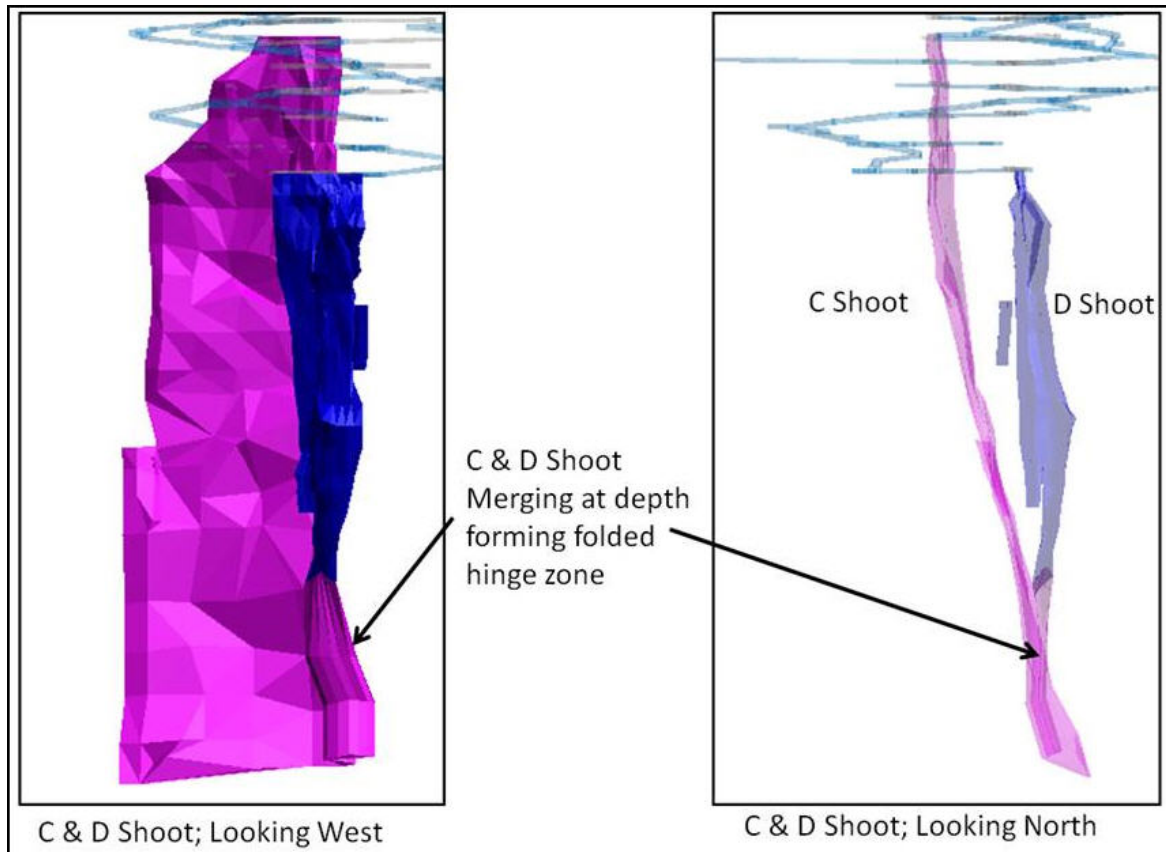 C Shoot
D Shoot
C & D Shoot
Merging at depth
forming folded
hinge zone
C & D Shoot; Looking West
C & D Shoot; Looking North